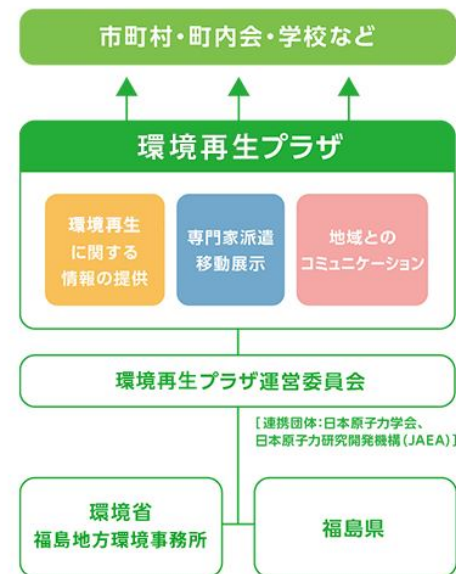 市町村・町内会・学校など
環境再生プラザ
環境再生
に関する
情報の提供
専門家派遣
移動展示
地域との
コミュニケーション
環境再生プラザ運営委員会
[連携団体:日本原子力学会、
日本原子力研究開発機構(JAEA)]
環境省
福島地方環境事務所
福島県